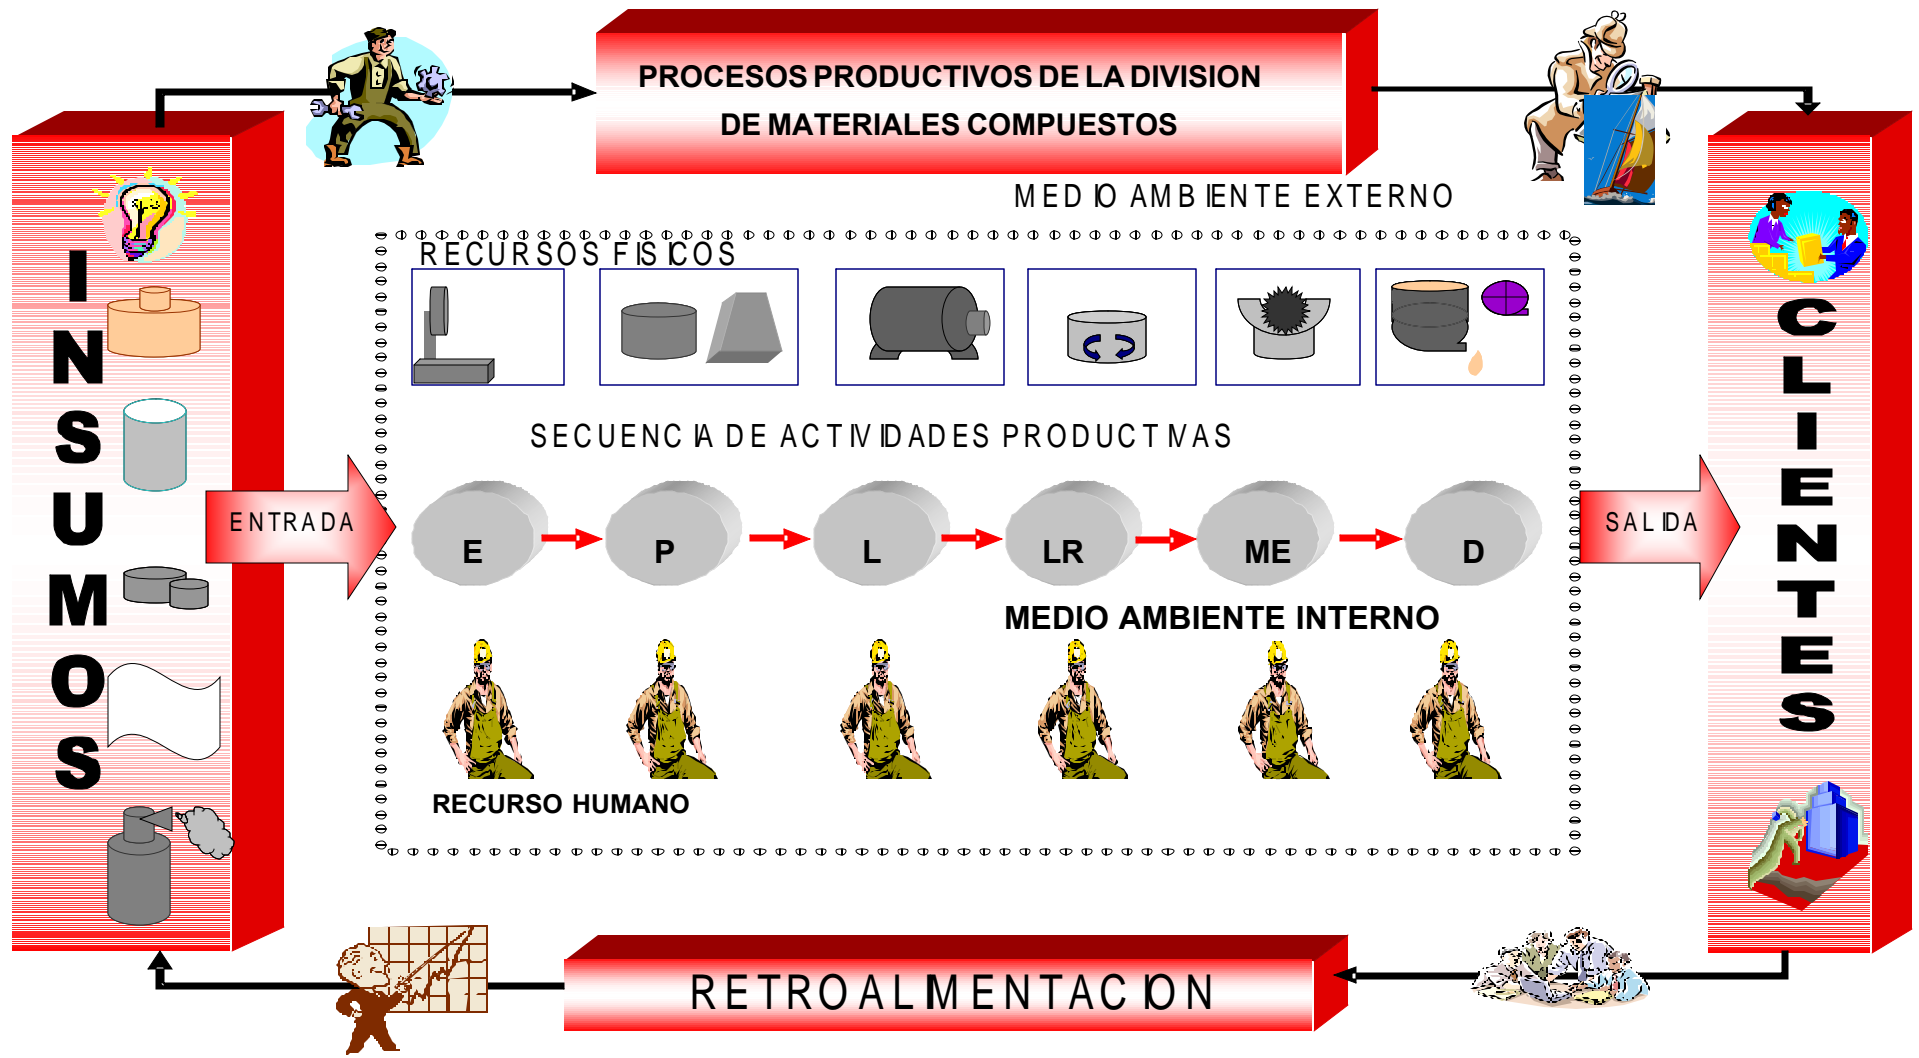 PROCESOS PRODUCTIVOS DE LA DIVISION
DE MATERIALES COMPUESTOS
MEDIO AMBIENTE EXTERNO
INSUMOS
RECURSOS FISICOS
SECUENCIA DE ACTIVIDADES PRODUCTIVAS
ENTRADA
E
P
L
LR
ME
D
SALIDA
CLIENTES
MEDIO AMBIENTE INTERNO
RECURSO HUMANO
RETROALIMENTACION